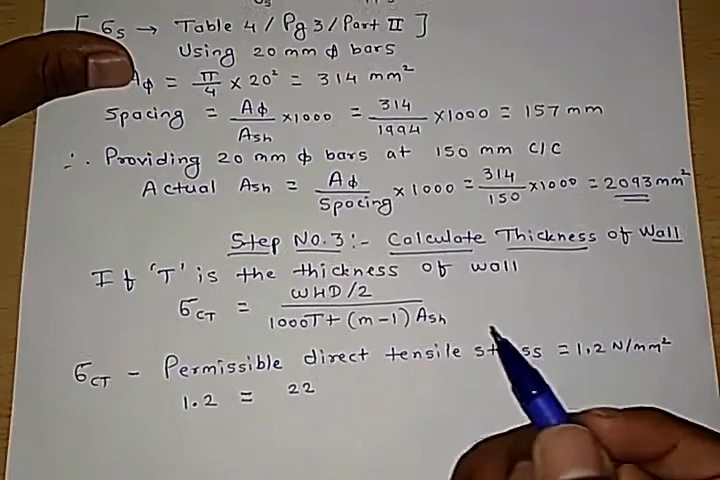 [ σs → Table 4 / Pg 3 / Part II ]
Using 20 mm ϕ bars
Aϕ = π/4 × 20² = 314 mm²
Spacing = Aϕ/Ash ×1000 = 314/1994 ×1000 = 157 mm
∴ Providing 20 mm ϕ bars at 150 mm C/C
Actual Ash = Aϕ/Spacing × 1000 = 314/150 ×1000 = 2093 mm²
Step No.3:- Calculate Thickness of Wall
If 'T' is the thickness of wall
σCT = WHD/2 / 1000T + (m-1) Ash
σCT - Permissible direct tensile stress = 1.2 N/mm²
1.2 = 22